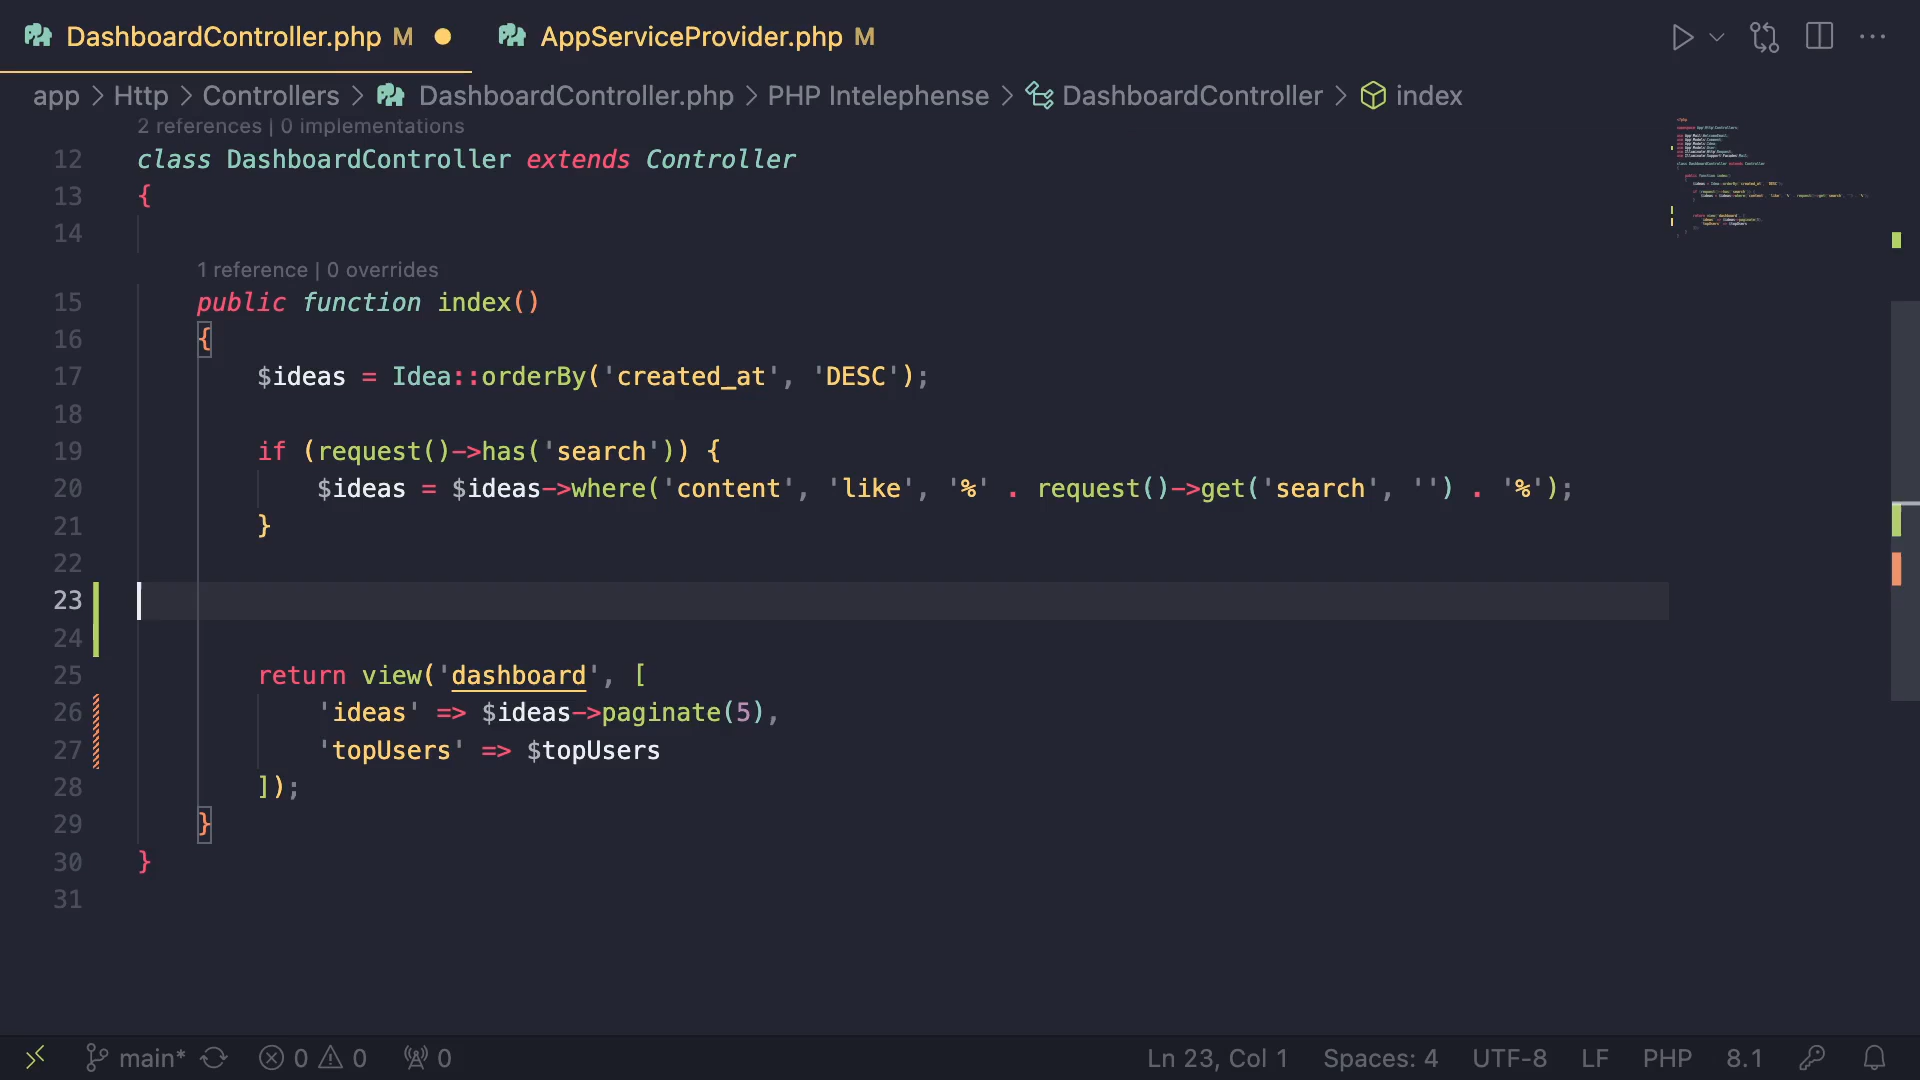 DashboardController.php M
AppServiceProvider.php M
app > Http > Controllers > DashboardController.php > PHP Intelephense > DashboardController > index
2 references | 0 implementations
12 class DashboardController extends Controller
13 {
14
1 reference | 0 overrides
15 public function index()
16 {
17 $ideas = Idea::orderBy('created_at', 'DESC');
18
19 if (request()->has('search')) {
20 $ideas = $ideas->where('content', 'like', '%' . request()->get('search', '') . '%');
21 }
22
23
24
25 return view('dashboard', [
26 'ideas' => $ideas->paginate(5),
27 'topUsers' => $topUsers
28 ]);
29 }
30 }
31
main* 0 0 0 Ln 23, Col 1 Spaces: 4 UTF-8 LF PHP 8.1